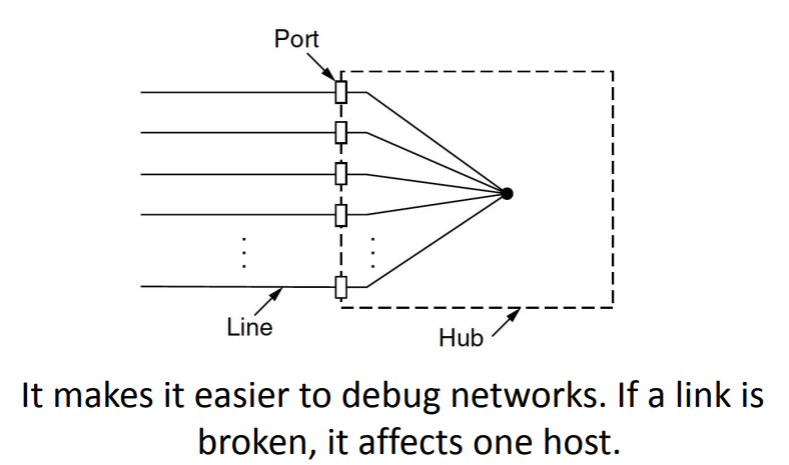 Port
Line
Hub
It makes it easier to debug networks. If a link is
broken, it affects one host.